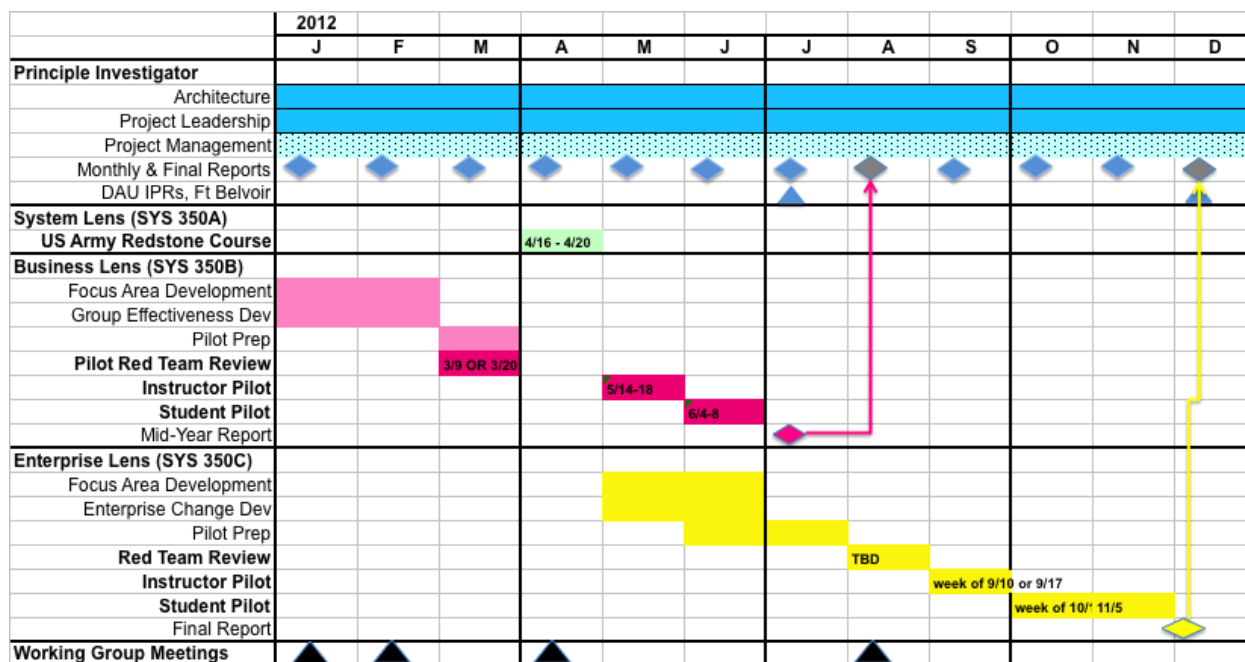 2012
J F M A M J J A S O N D
Principle Investigator
Architecture
Project Leadership
Project Management
Monthly & Final Reports
DAU IPRs, Ft Belvoir
System Lens (SYS 350A)
US Army Redstone Course 4/16 - 4/20
Business Lens (SYS 350B)
Focus Area Development
Group Effectiveness Dev
Pilot Prep
Pilot Red Team Review 3/9 OR 3/20
Instructor Pilot 5/14-18
Student Pilot 6/4-8
Mid-Year Report
Enterprise Lens (SYS 350C)
Focus Area Development
Enterprise Change Dev
Pilot Prep
Red Team Review TBD
Instructor Pilot week of 9/10 or 9/17
Student Pilot week of 11/5
Final Report
Working Group Meetings